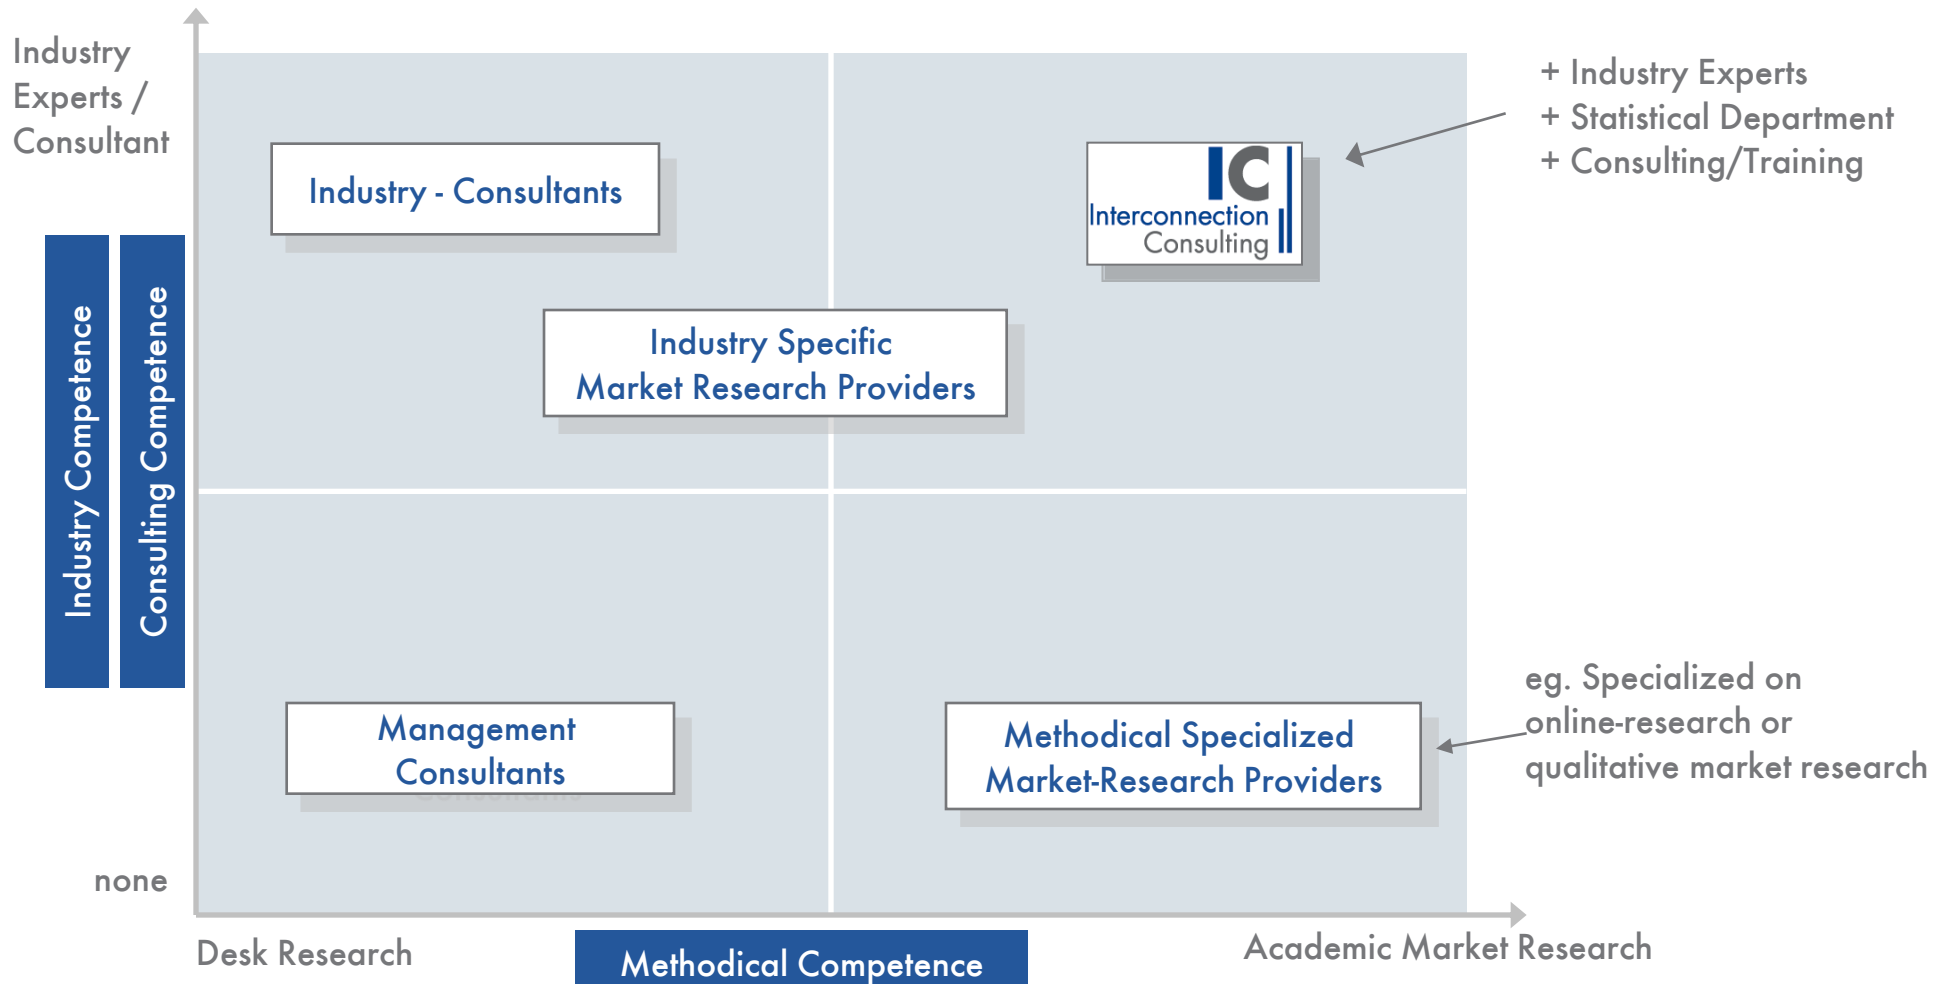 Industry
Experts /
Consultant
+ Industry Experts
+ Statistical Department
+ Consulting/Training
Industry - Consultants
IC
Interconnection
Consulting
Industry Specific
Market Research Providers
Industry Competence
Consulting Competence
Management
Consultants
Methodical Specialized
Market-Research Providers
eg. Specialized on
online-research or
qualitative market research
none
Desk Research
Methodical Competence
Academic Market Research